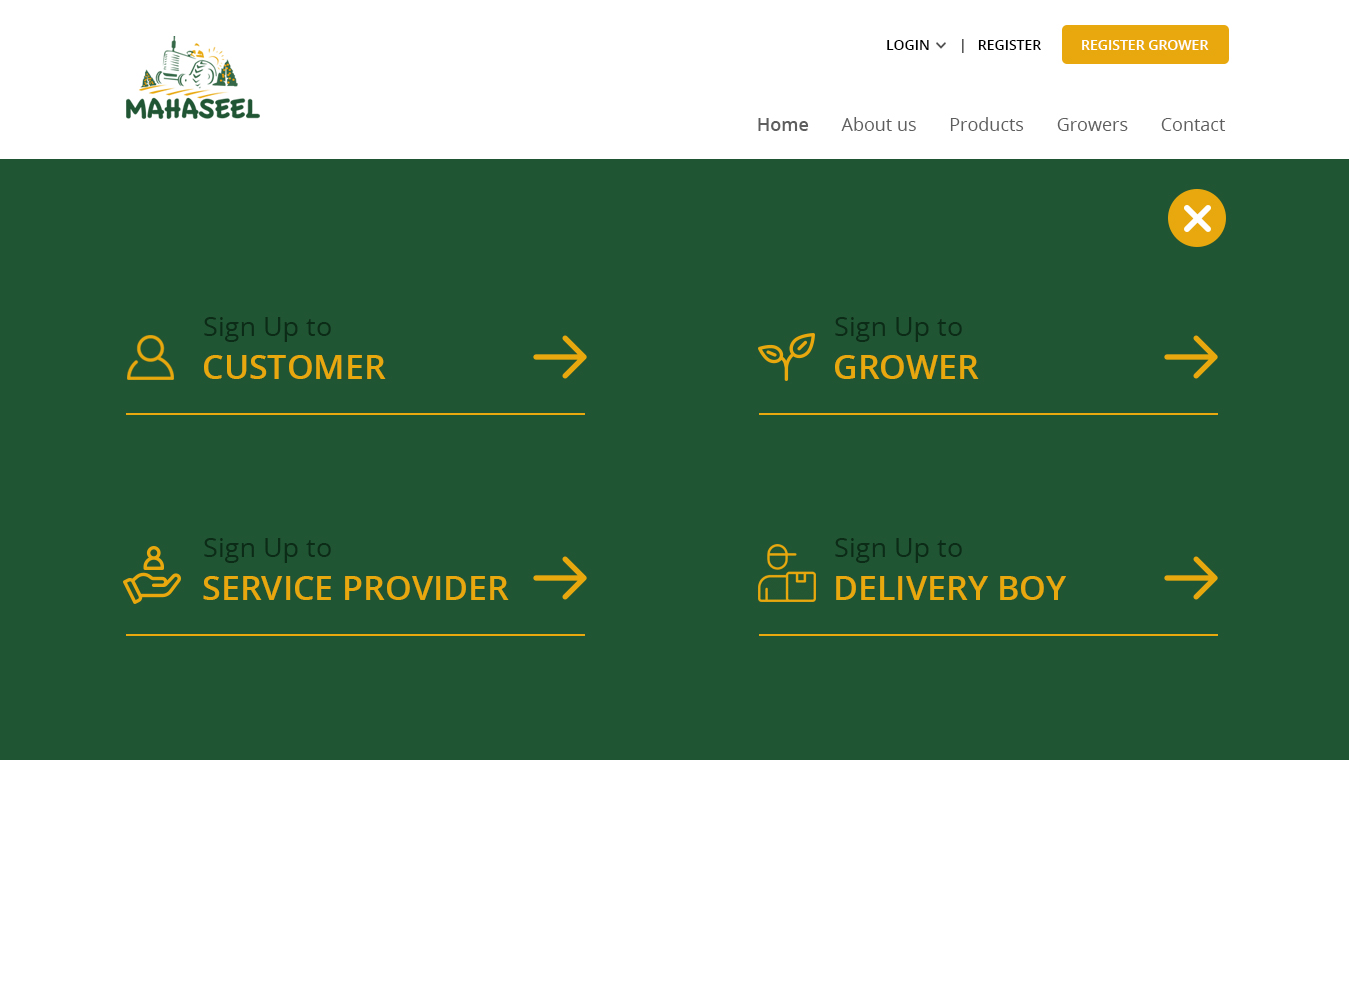 LOGIN | REGISTER REGISTER GROWER
MAHASEEL
Home About us Products Growers Contact
Sign Up to
CUSTOMER
Sign Up to
GROWER
Sign Up to
SERVICE PROVIDER
Sign Up to
DELIVERY BOY